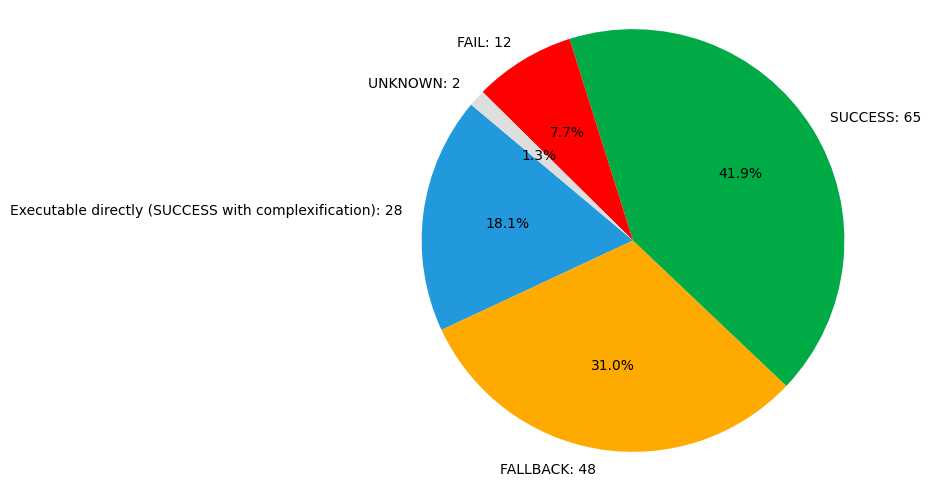 FAIL: 12
UNKNOWN: 2
SUCCESS: 65
7.7%
1.3%
41.9%
Executable directly (SUCCESS with complexification): 28
18.1%
31.0%
FALLBACK: 48